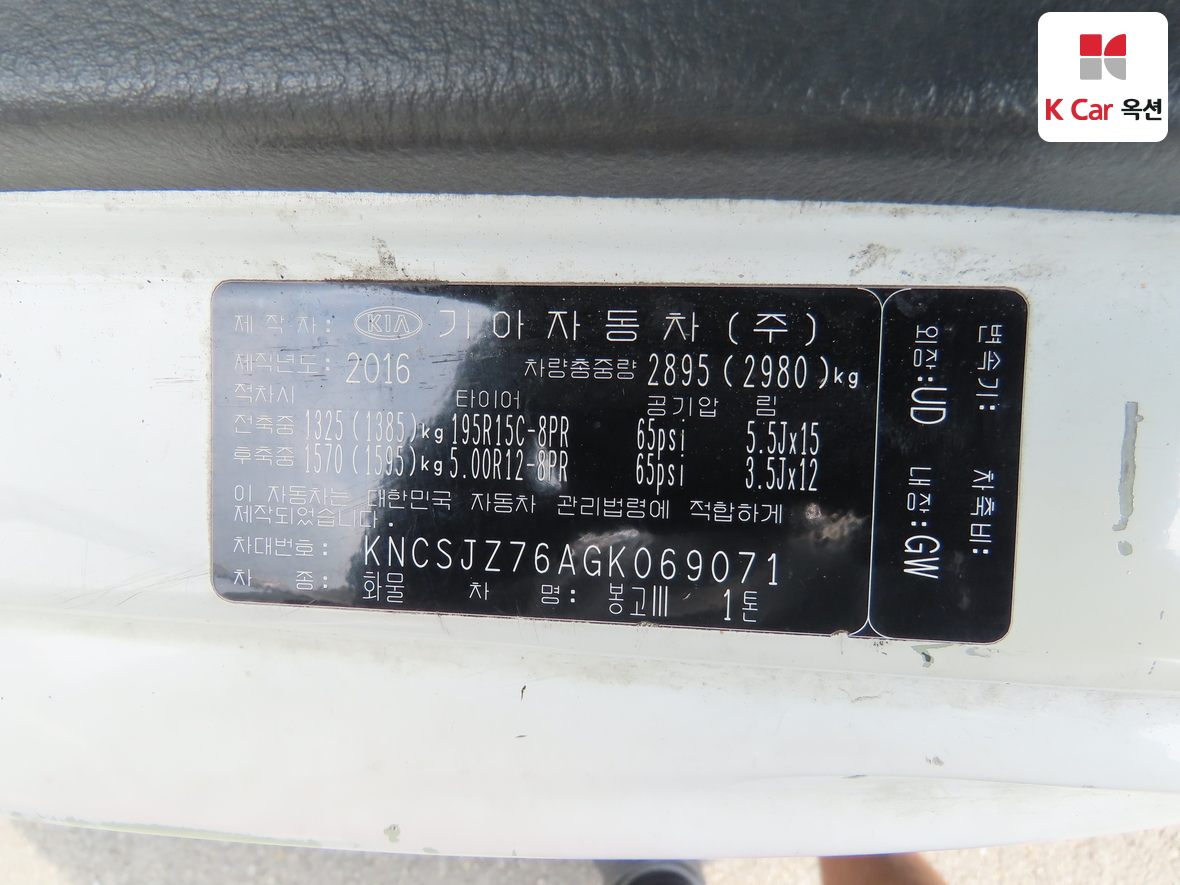 K Car 옥션
제 작 자: KIA 기아자동차(주)
제작년도: 2016 차량총중량 2895(2980)kg
적차시 타이어 공기압 림
전축중 1325(1385)kg 195R15C-8PR 65psi 5.5Jx15
후축중 1570(1595)kg 5.00R12-8PR 65psi 3.5Jx12
이 자동차는 대한민국 자동차 관리법령에 적합하게
제작되었습니다.
차대번호: KNCSJZ76AGK069071
차 종: 화물 차 명: 봉고III 1톤
변속기: 차축비:
외장:UD 내장:GW